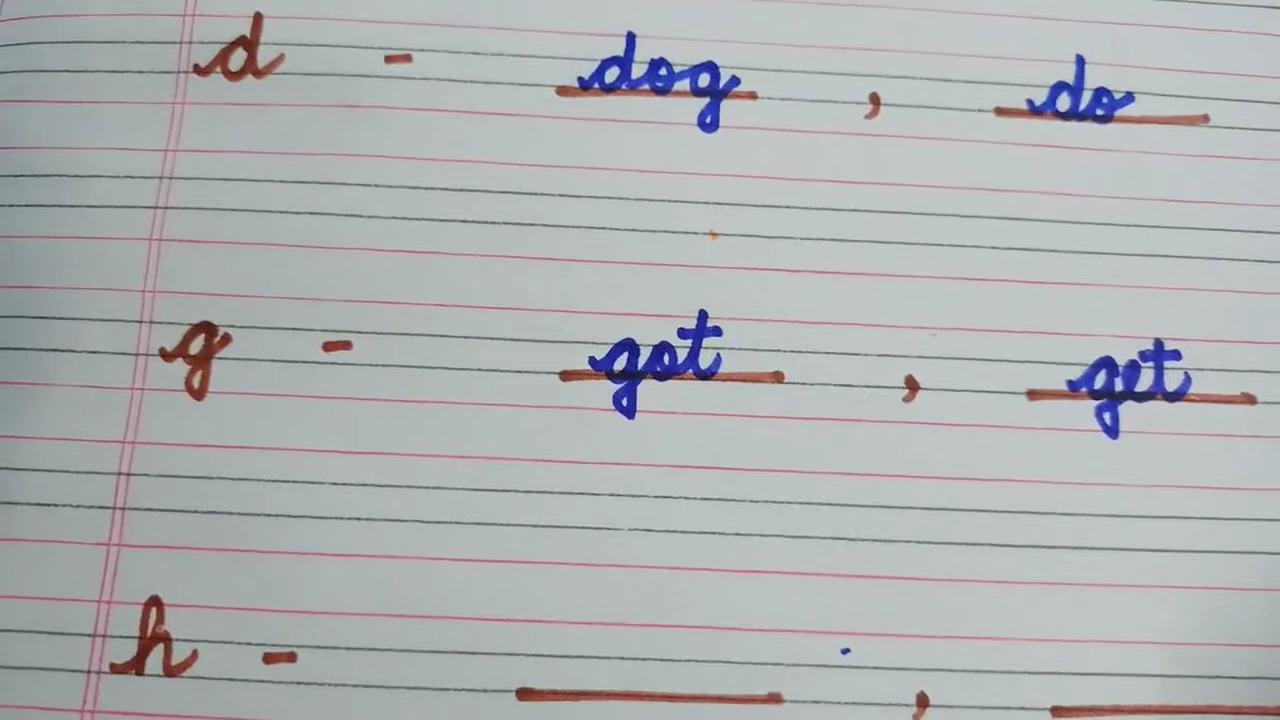 d - dog , do
g - got , get
h - ,